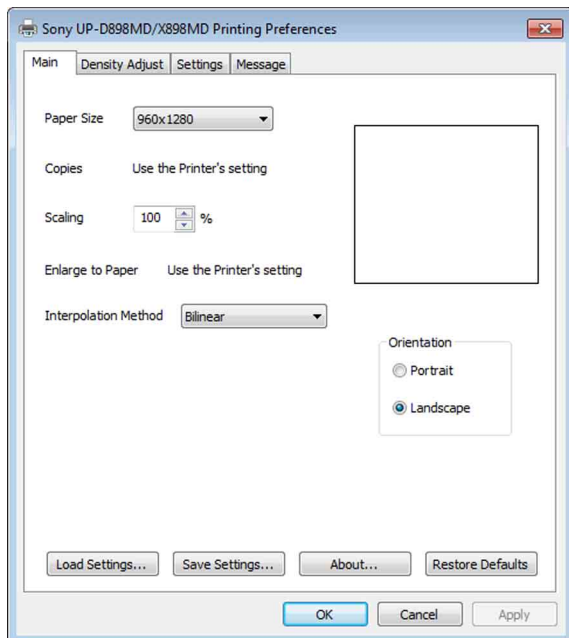 Sony UP-D898MD/X898MD Printing Preferences
Main Density Adjust Settings Message
Paper Size 960x1280
Copies Use the Printer's setting
Scaling 100 %
Enlarge to Paper Use the Printer's setting
Interpolation Method Bilinear
Orientation
Portrait
Landscape
Load Settings... Save Settings... About... Restore Defaults
OK Cancel Apply